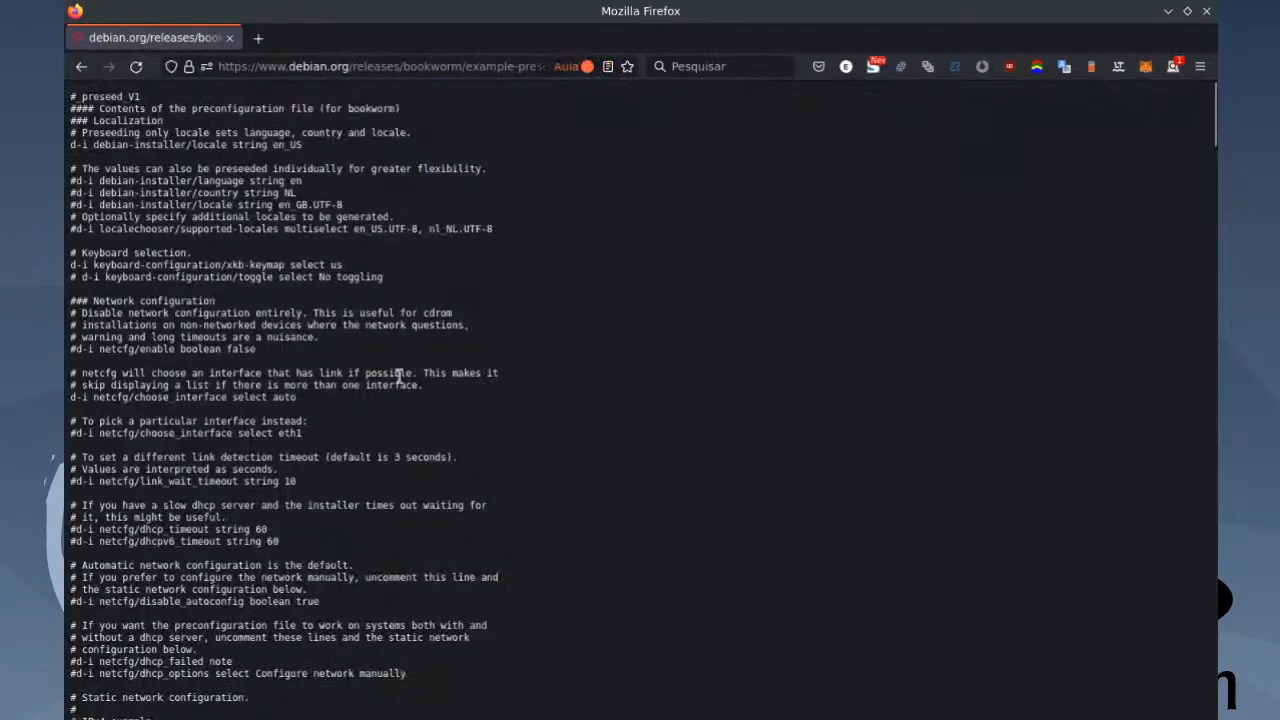 Mozilla Firefox
debian.org/releases/boo
https://www.debian.org/releases/bookworm/example-pres
Aula
Pesquisar
New
1
#_preseed_V1
#### Contents of the preconfiguration file (for bookworm)
### Localization
# Preseeding only locale sets language, country and locale.
d-i debian-installer/locale string en_US
# The values can also be preseeded individually for greater flexibility.
#d-i debian-installer/language string en
#d-i debian-installer/country string NL
#d-i debian-installer/locale string en_GB.UTF-8
# Optionally specify additional locales to be generated.
#d-i localechooser/supported-locales multiselect en_US.UTF-8, nl_NL.UTF-8
# Keyboard selection.
d-i keyboard-configuration/xkb-keymap select us
# d-i keyboard-configuration/toggle select No toggling
### Network configuration
# Disable network configuration entirely. This is useful for cdrom
# installations on non-networked devices where the network questions,
# warning and long timeouts are a nuisance.
#d-i netcfg/enable boolean false
# netcfg will choose an interface that has link if possible. This makes it
# skip displaying a list if there is more than one interface.
d-i netcfg/choose_interface select auto
# To pick a particular interface instead:
#d-i netcfg/choose_interface select eth1
# To set a different link detection timeout (default is 3 seconds).
# Values are interpreted as seconds.
#d-i netcfg/link_wait_timeout string 10
# If you have a slow dhcp server and the installer times out waiting for
# it, this might be useful.
#d-i netcfg/dhcp_timeout string 60
#d-i netcfg/dhcpv6_timeout string 60
# Automatic network configuration is the default.
# If you prefer to configure the network manually, uncomment this line and
# the static network configuration below.
#d-i netcfg/disable_autoconfig boolean true
# If you want the preconfiguration file to work on systems both with and
# without a dhcp server, uncomment these lines and the static network
# configuration below.
#d-i netcfg/dhcp_failed note
#d-i netcfg/dhcp_options select Configure network manually
# Static network configuration.
#
# IPv4 example